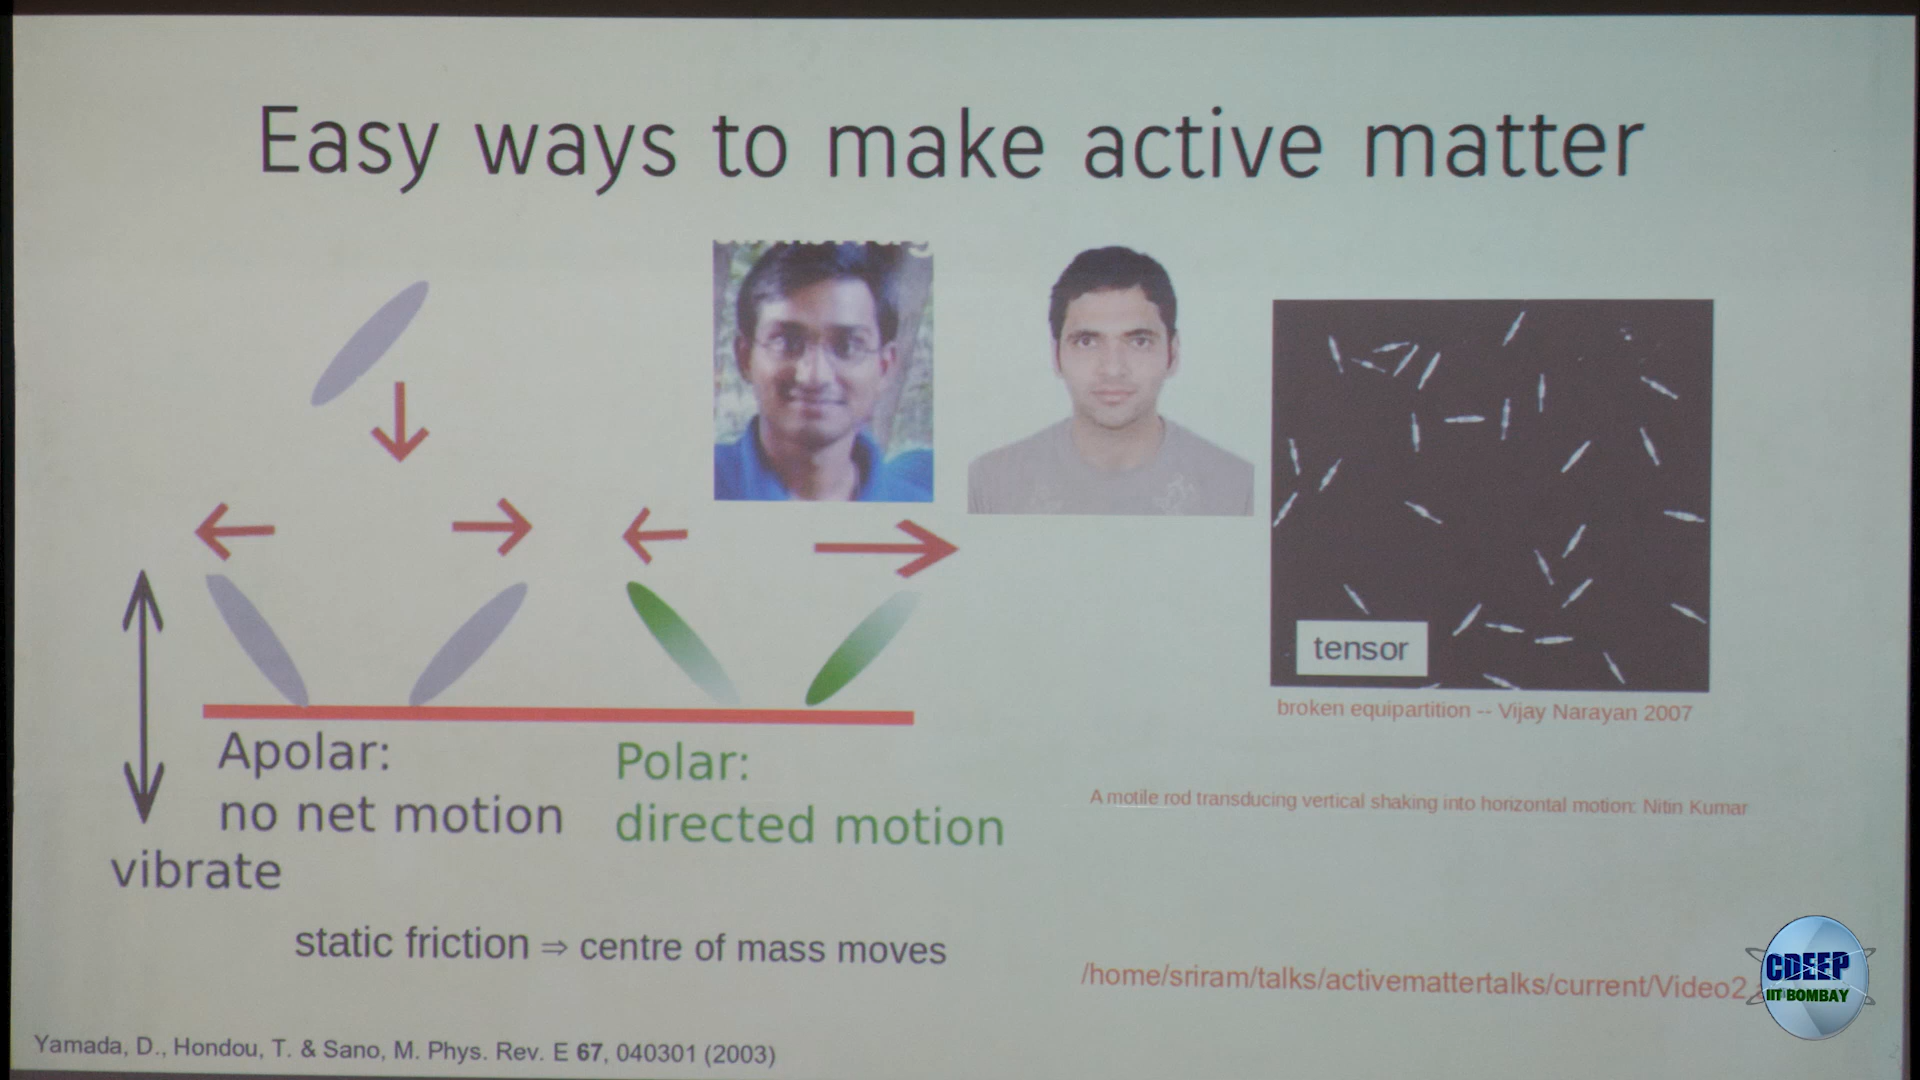 Easy ways to make active matter
tensor
broken equipartition -- Vijay Narayan 2007
Apolar:
no net motion
vibrate
Polar:
directed motion
A motile rod transducing vertical shaking into horizontal motion: Nitin Kumar
static friction ⇒ centre of mass moves
/home/sriram/talks/activemattertalks/current/Video2
CDEEP
IIT BOMBAY
Yamada, D., Hondou, T. & Sano, M. Phys. Rev. E 67, 040301 (2003)